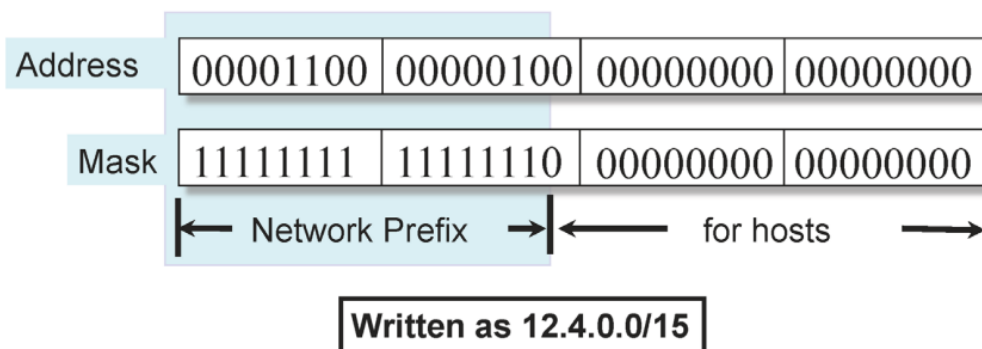 Address 00001100 00000100 00000000 00000000
Mask 11111111 11111110 00000000 00000000
Network Prefix for hosts
Written as 12.4.0.0/15